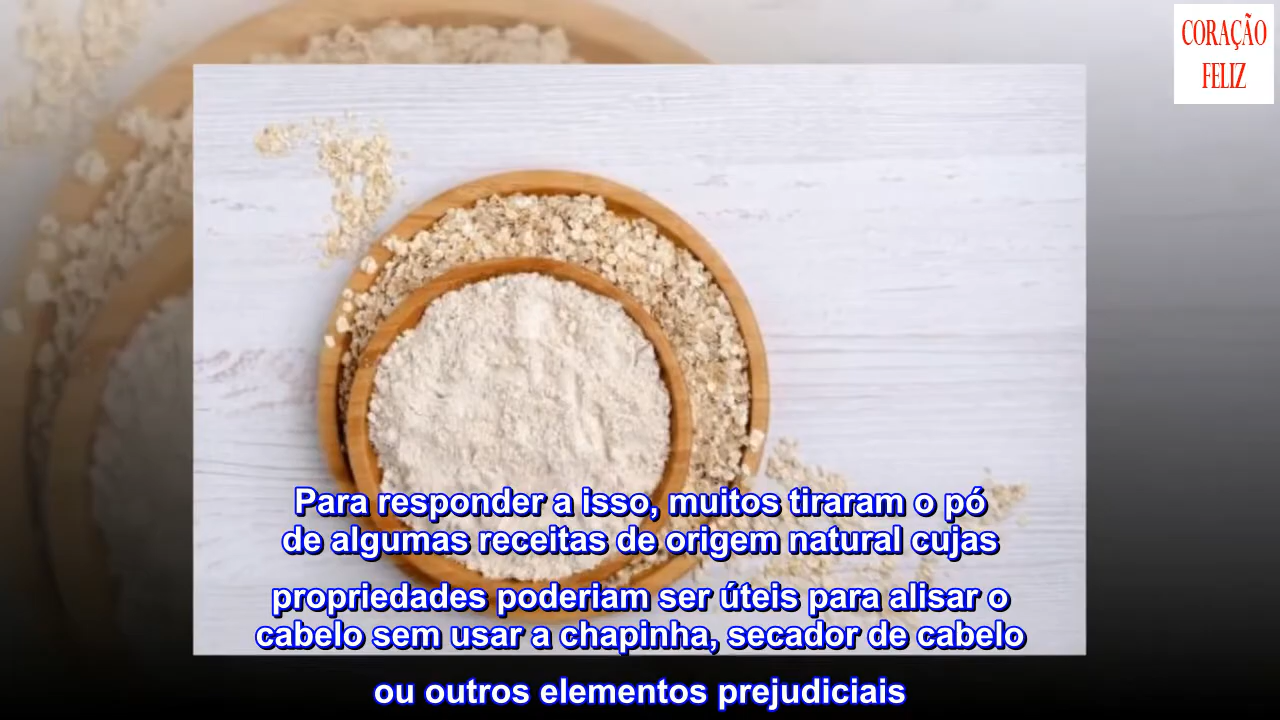 CORAÇÃO
FELIZ
Para responder a isso, muitos tiraram o pó
de algumas receitas de origem natural cujas
propriedades poderiam ser úteis para alisar o
cabelo sem usar a chapinha, secador de cabelo
ou outros elementos prejudiciais